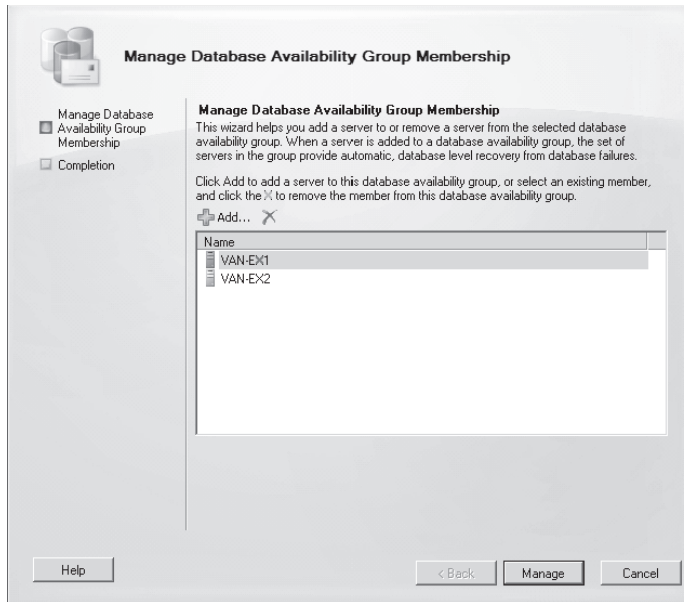 Manage Database Availability Group Membership
Manage Database
Availability Group
Membership
Completion
Manage Database Availability Group Membership
This wizard helps you add a server to or remove a server from the selected database
availability group. When a server is added to a database availability group, the set of
servers in the group provide automatic, database level recovery from database failures.
Click Add to add a server to this database availability group, or select an existing member,
and click the X to remove the member from this database availability group.
Add...
Name
VAN-EX1
VAN-EX2
Help
< Back
Manage
Cancel